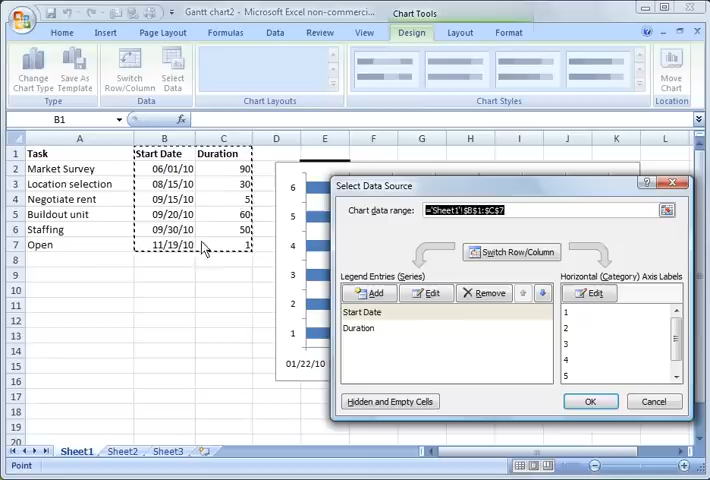 Gantt chart2 - Microsoft Excel non-commerci...
Chart Tools
Home Insert Page Layout Formulas Data Review View Design Layout Format
Change Chart Type
Save As Template
Switch Row/Column
Select Data
Move Chart
Type Data Chart Layouts Chart Styles Location
B1 fx
A B C D E F G H I J K L
1 Task Start Date Duration
2 Market Survey 06/01/10 90
3 Location selection 08/15/10 30
4 Negotiate rent 09/15/10 5
5 Buildout unit 09/20/10 60
6 Staffing 09/30/10 50
7 Open 11/19/10 1
8
9
10
11
12
13
14
15
16
17
18
19
20
6
5
4
3
2
1
01/22/10
Select Data Source
Chart data range: ='Sheet1'!$B$1:$C$7
Switch Row/Column
Legend Entries (Series)
Add Edit Remove
Start Date
Duration
Horizontal (Category) Axis Labels
Edit
1
2
3
4
5
Hidden and Empty Cells
OK Cancel
Sheet1 Sheet2 Sheet3
Point